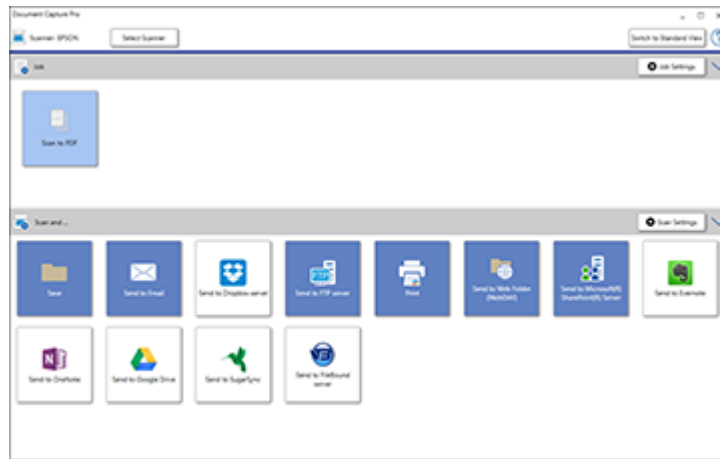 Document Capture Pro
Scanner: EPSON
Select Scanner
Switch to Standard View
?
Job
Job Settings
Scan to PDF
Scan and ...
Scan Settings
Save
Send to Email
Send to Dropbox server
FTP
Send to FTP server
Print
Send to Web Folder
(WebDAV)
Send to Microsoft(R)
SharePoint(R) Server
Send to Evernote
N
Send to OneNote
Send to Google Drive
Send to SugarSync
Send to FileBound
server